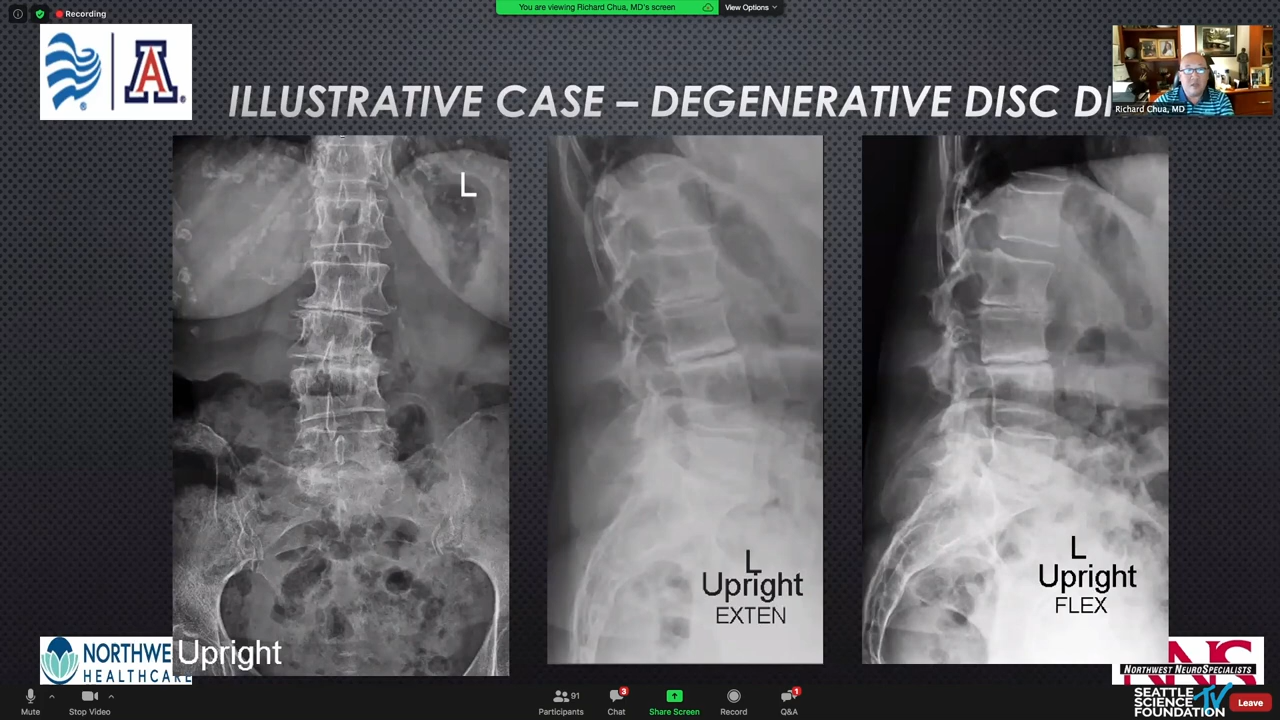 Recording
You are viewing Richard Chua, MD's screen
View Options
A
ILLUSTRATIVE CASE – DEGENERATIVE DISC DI
Richard Chua, MD
L
L
Upright
EXTEN
L
Upright
FLEX
Upright
NORTHWE
HEALTHCARE
NNS
NORTHWEST NEUROSPECIALISTS
SEATTLE
SCIENCE
FOUNDATION
TV
Mute
Stop Video
91
Participants
3
Chat
Share Screen
Record
1
Q&A
Leave